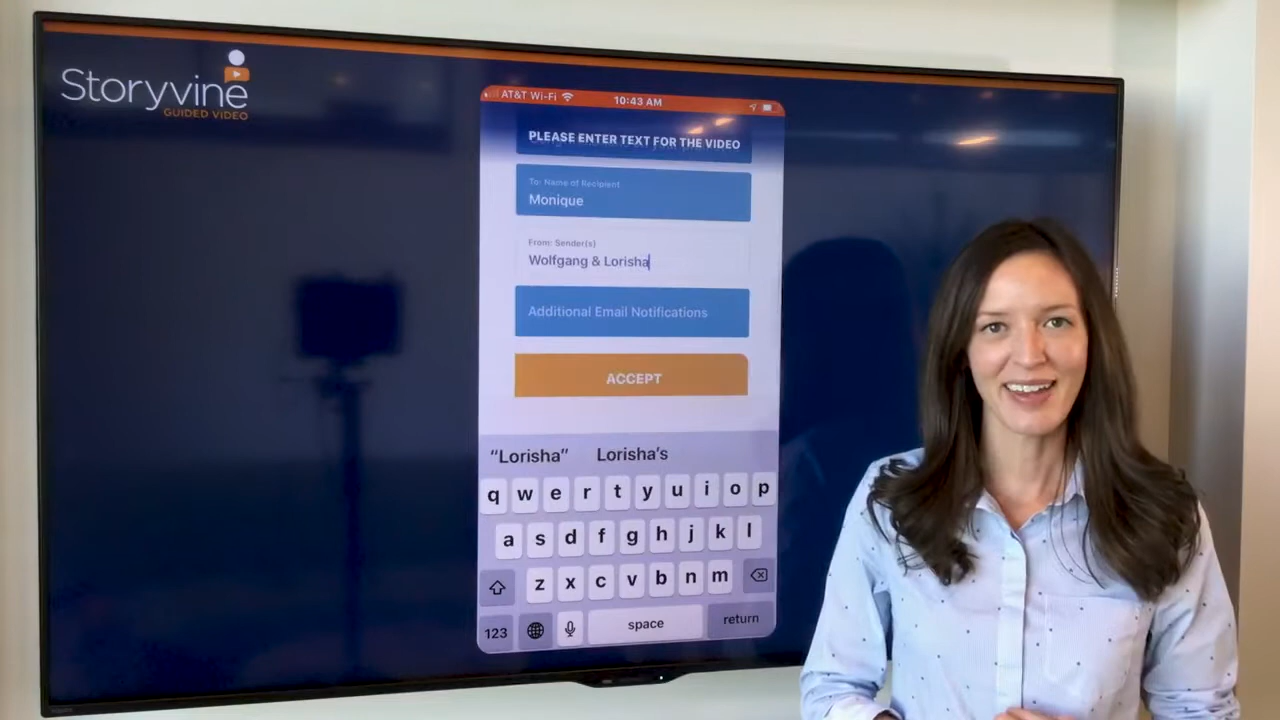 Storyvine
GUIDED VIDEO
AT&T Wi-Fi 10:43 AM
PLEASE ENTER TEXT FOR THE VIDEO
To: Name of Recipient
Monique
From: Sender(s)
Wolfgang & Lorisha
Additional Email Notifications
ACCEPT
“Lorisha” Lorisha's
q w e r t y u i o p
a s d f g h j k l
z x c v b n m
123 space return